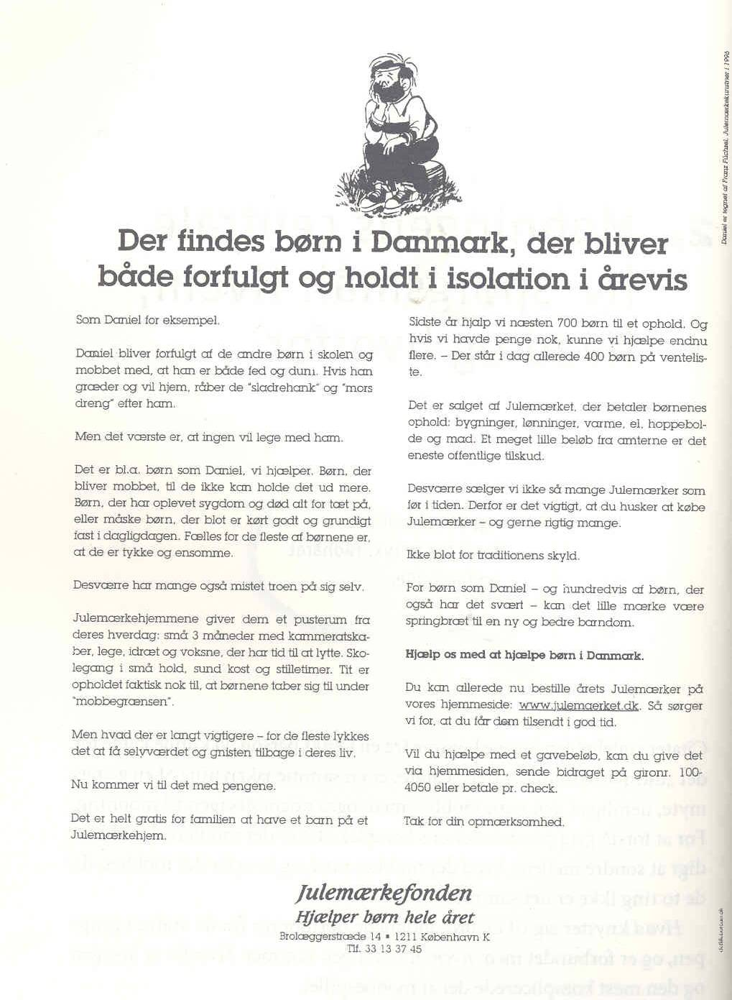 Der findes børn i Danmark, der bliver
både forfulgt og holdt i isolation i årevis
Som Daniel for eksempel.
Daniel bliver forfulgt af de andre børn i skolen og
mobbet med, at han er både fed og dum. Hvis han
græder og vil hjem, råber de "sladrehank" og "mors
dreng" efter ham.
Men det værste er, at ingen vil lege med ham.
Det er bl.a. børn som Daniel, vi hjælper. Børn, der
bliver mobbet, til de ikke kan holde det ud mere.
Børn, der har oplevet sygdom og død alt for tæt på,
eller måske børn, der blot er kørt godt og grundigt
fast i dagligdagen. Fælles for de fleste af børnene er,
at de er tykke og ensomme.
Desværre har mange også mistet troen på sig selv.
Julemærkehjemmene giver dem et pusterum fra
deres hverdag: små 3 måneder med kammeratska-
ber, lege, idræt og voksne, der har tid til at lytte. Sko-
legang i små hold, sund kost og stilletimer. Tit er
opholdet faktisk nok til, at børnene taber sig til under
"mobbegrænsen".
Men hvad der er langt vigtigere – for de fleste lykkes
det at få selvværdet og gnisten tilbage i deres liv.
Nu kommer vi til det med pengene.
Det er helt gratis for familien at have et barn på et
Julemærkehjem.
Sidste år hjalp vi næsten 700 børn til et ophold. Og
hvis vi havde penge nok, kunne vi hjælpe endnu
flere. – Der står i dag allerede 400 børn på ventelis-
te.
Det er salget af Julemærket, der betaler børnenes
ophold: bygninger, lønninger, varme, el, hoppebol-
de og mad. Et meget lille beløb fra amterne er det
eneste offentlige tilskud.
Desværre sælger vi ikke så mange Julemærker som
før i tiden. Derfor er det vigtigt, at du husker at købe
Julemærker – og gerne rigtig mange.
Ikke blot for traditionens skyld.
For børn som Daniel – og hundredvis af børn, der
også har det svært – kan det lille mærke være
springbræt til en ny og bedre barndom.
Hjælp os med at hjælpe børn i Danmark.
Du kan allerede nu bestille årets Julemærker på
vores hjemmeside: www.julemaerket.dk. Så sørger
vi for, at du får dem tilsendt i god tid.
Vil du hjælpe med et gavebeløb, kan du give det
via hjemmesiden, sende bidraget på gironr. 100-
4050 eller betale pr. check.
Tak for din opmærksomhed.
Julemærkefonden
Hjælper børn hele året
Brolæggerstræde 14 ▪ 1211 København K
Tlf. 33 13 37 45
Daniel er tegnet af Franz Füchsel, Julemærkekunstner i 1996